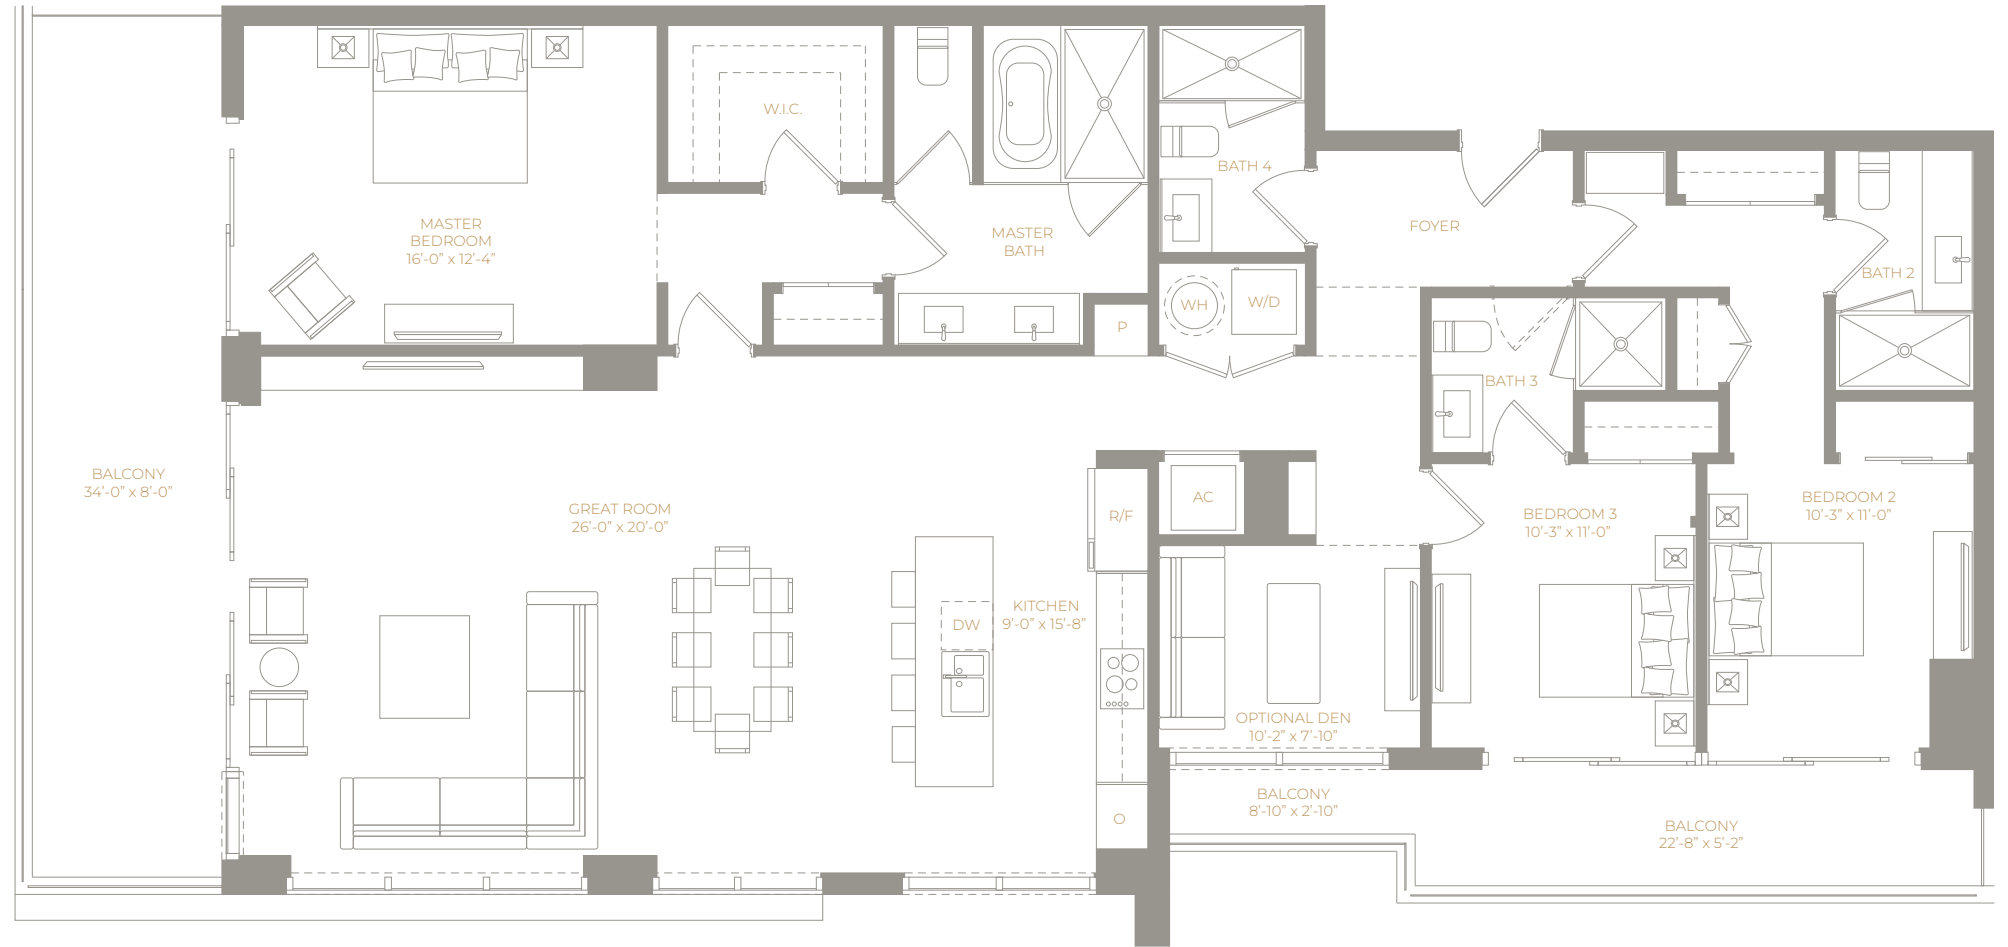 W.I.C.
MASTER
BEDROOM
16'-0" x 12'-4"
MASTER
BATH
BATH 4
FOYER
BATH 2
WH
W/D
P
BATH 3
BALCONY
34'-0" x 8'-0"
GREAT ROOM
26'-0" x 20'-0"
R/F
AC
BEDROOM 3
10'-3" x 11'-0"
BEDROOM 2
10'-3" x 11'-0"
KITCHEN
9'-0" x 15'-8"
DW
OPTIONAL DEN
10'-2" x 7'-10"
BALCONY
8'-10" x 2'-10"
O
BALCONY
22'-8" x 5'-2"